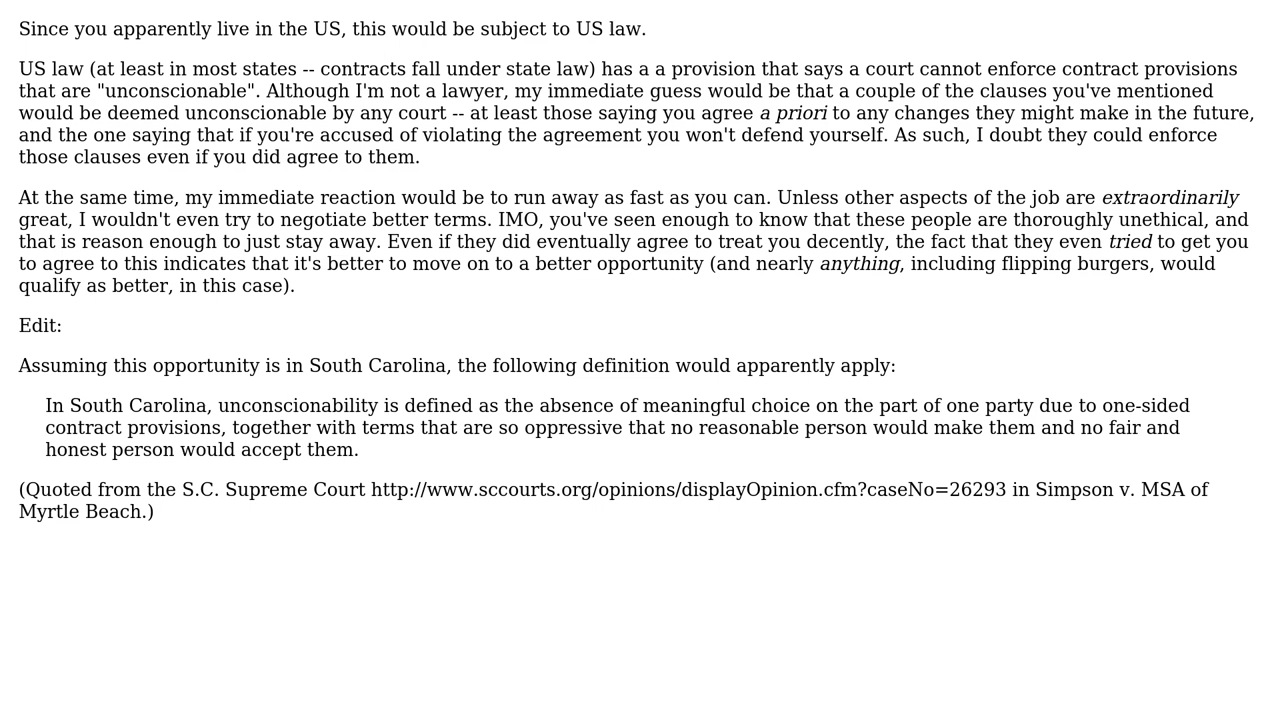 Since you apparently live in the US, this would be subject to US law.
US law (at least in most states -- contracts fall under state law) has a a provision that says a court cannot enforce contract provisions
that are "unconscionable". Although I'm not a lawyer, my immediate guess would be that a couple of the clauses you've mentioned
would be deemed unconscionable by any court -- at least those saying you agree a priori to any changes they might make in the future,
and the one saying that if you're accused of violating the agreement you won't defend yourself. As such, I doubt they could enforce
those clauses even if you did agree to them.
At the same time, my immediate reaction would be to run away as fast as you can. Unless other aspects of the job are extraordinarily
great, I wouldn't even try to negotiate better terms. IMO, you've seen enough to know that these people are thoroughly unethical, and
that is reason enough to just stay away. Even if they did eventually agree to treat you decently, the fact that they even tried to get you
to agree to this indicates that it's better to move on to a better opportunity (and nearly anything, including flipping burgers, would
qualify as better, in this case).
Edit:
Assuming this opportunity is in South Carolina, the following definition would apparently apply:
In South Carolina, unconscionability is defined as the absence of meaningful choice on the part of one party due to one-sided
contract provisions, together with terms that are so oppressive that no reasonable person would make them and no fair and
honest person would accept them.
(Quoted from the S.C. Supreme Court http://www.sccourts.org/opinions/displayOpinion.cfm?caseNo=26293 in Simpson v. MSA of
Myrtle Beach.)